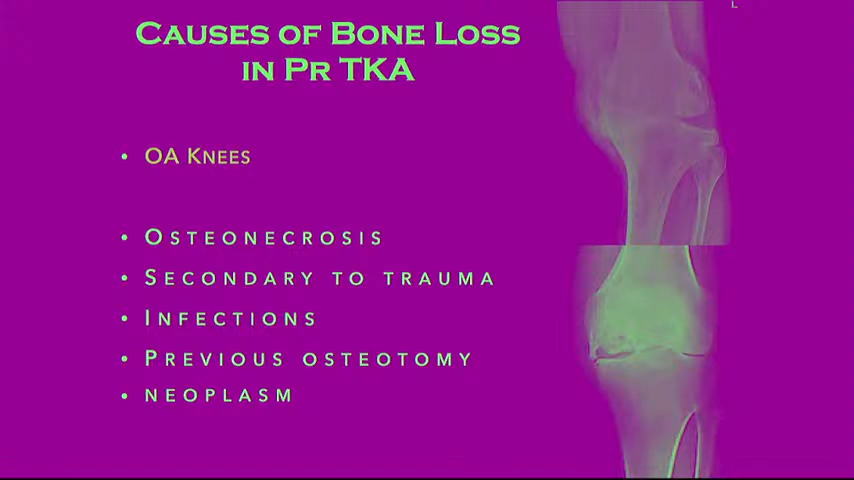 Causes of Bone Loss
in Pr TKA
L
• OA Knees
• Osteonecrosis
• Secondary to trauma
• Infections
• Previous osteotomy
• neoplasm